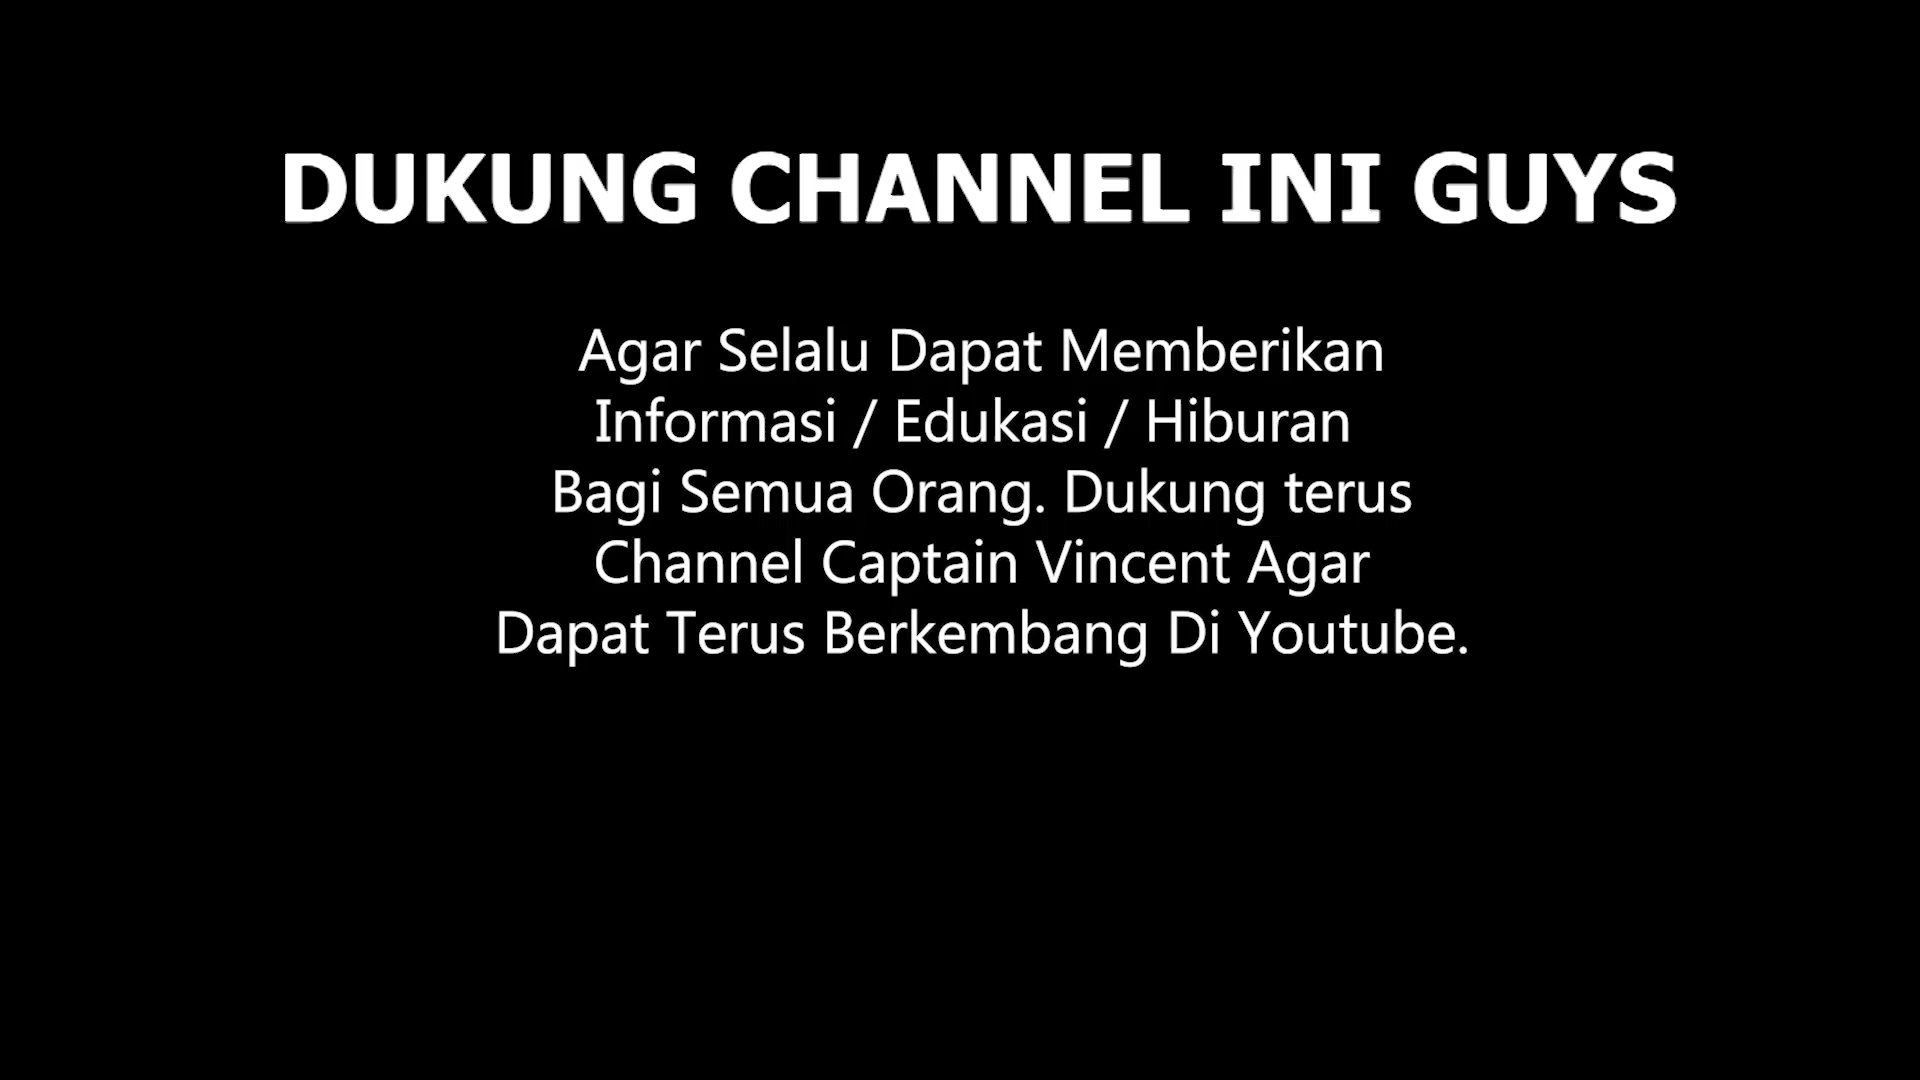 DUKUNG CHANNEL INI GUYS
Agar Selalu Dapat Memberikan
Informasi / Edukasi / Hiburan
Bagi Semua Orang. Dukung terus
Channel Captain Vincent Agar
Dapat Terus Berkembang Di Youtube.